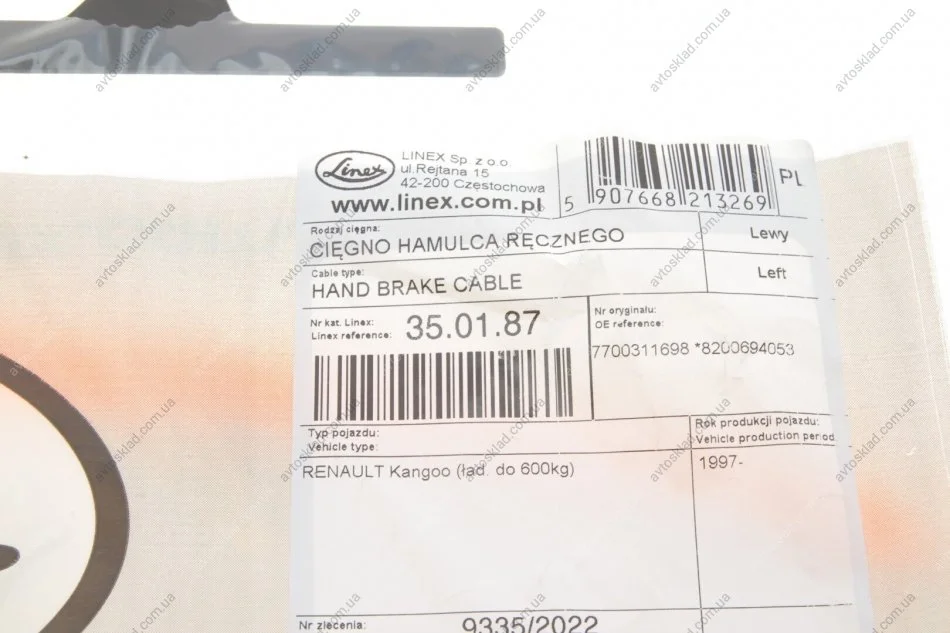 Linex
LINEX Sp. z o.o.
ul.Rejtana 15
42-200 Czestochowa
www.linex.com.pl
5 907668 213269
PL
Rodzaj cięgna:
CIĘGNO HAMULCA RĘCZNEGO
Lewy
Cable type:
HAND BRAKE CABLE
Left
Nr kat. Linex:
Linex reference:
35.01.87
Nr oryginału:
OE reference:
7700311698 *8200694053
Typ pojazdu:
Vehicle type:
Rok produkcji pojazdu:
Vehicle production period
RENAULT Kangoo (ład. do 600kg)
1997-
Nr zlecenia:
9335/2022
avtosklad.com.ua